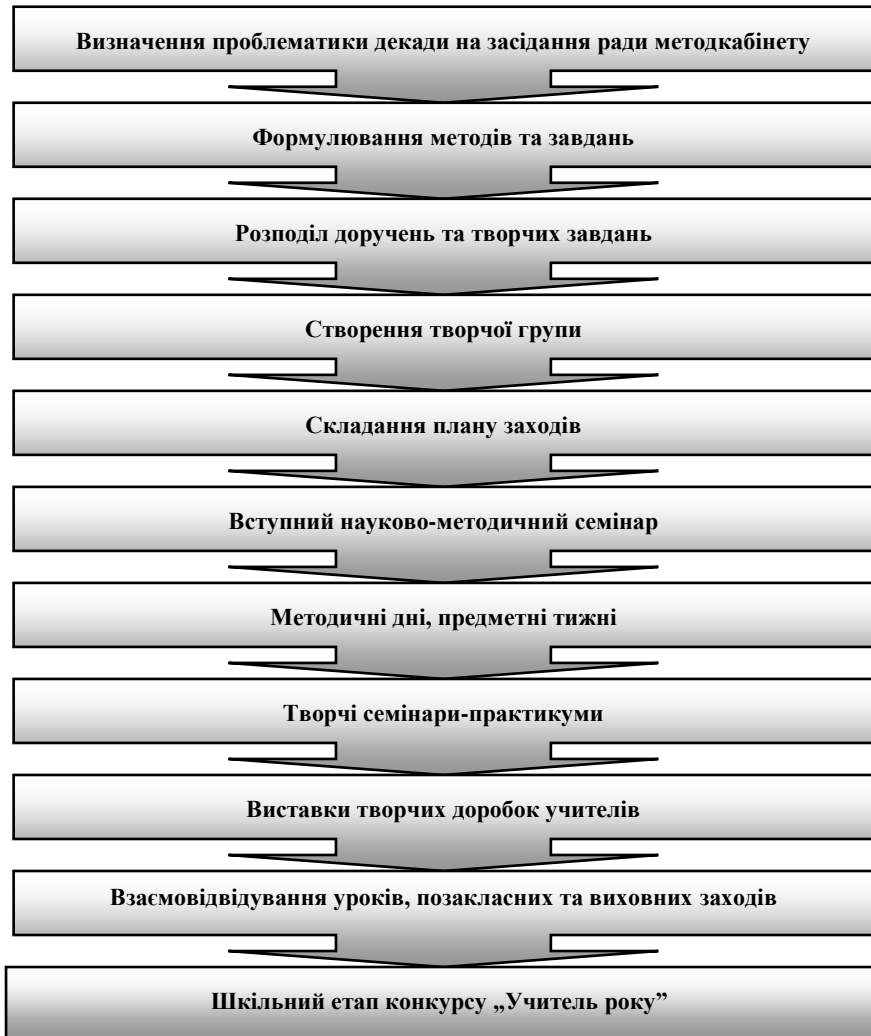 Визначення проблематики декади на засідання ради методкабінету
Формулювання методів та завдань
Розподіл доручень та творчих завдань
Створення творчої групи
Складання плану заходів
Вступний науково-методичний семінар
Методичні дні, предметні тижні
Творчі семінари-практикуми
Виставки творчих доробок учителів
Взаємовідвідування уроків, позакласних та виховних заходів
Шкільний етап конкурсу „Учитель року”